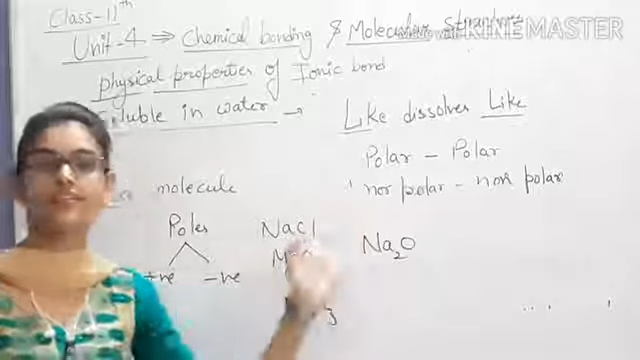 Class-11th
Unit-4 ⇒ Chemical bonding & Molecular Structure
KINEMASTER
physical properties of Ionic bond
Soluble in water → Like dissolves Like
Polar - Polar
non polar - non polar
a molecule
Poles
NaCl
Na2O
+ve -ve